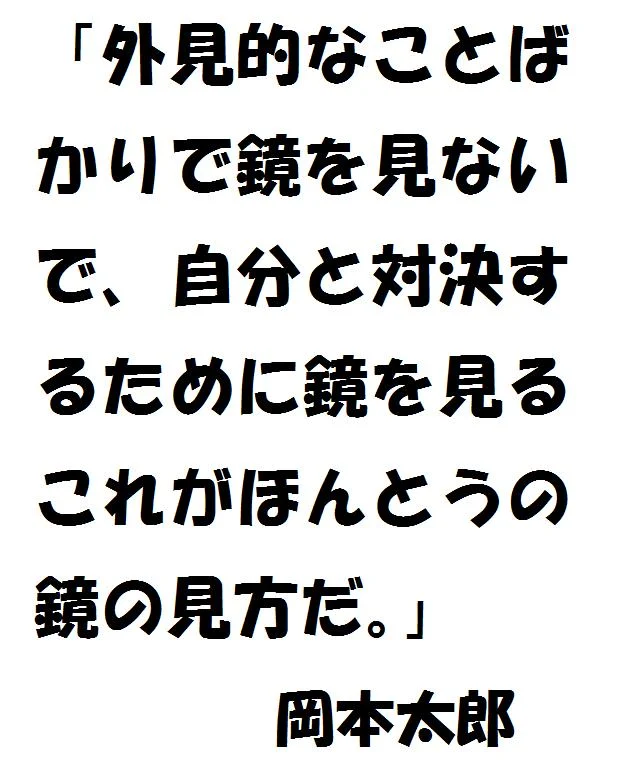 「外見的なことば
かりで鏡を見ない
で、自分と対決す
るために鏡を見る
これがほんとうの
鏡の見方だ。」
岡本太郎